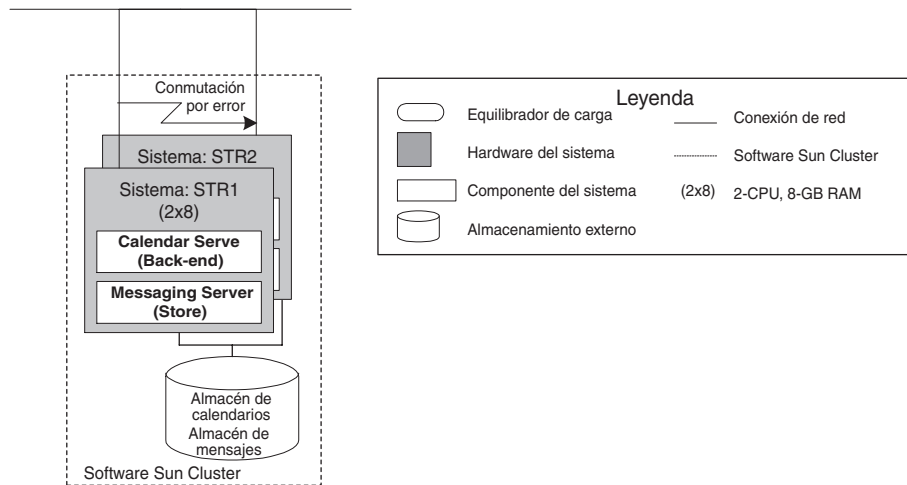 Conmutación
por error
Sistema: STR2
Sistema: STR1
(2x8)
Calendar Serve
(Back-end)
Messaging Server
(Store)
Almacén de
calendarios
Almacén de
mensajes
Software Sun Cluster
Leyenda
Equilibrador de carga
Hardware del sistema
Componente del sistema
Almacenamiento externo
Conexión de red
Software Sun Cluster
(2x8) 2-CPU, 8-GB RAM